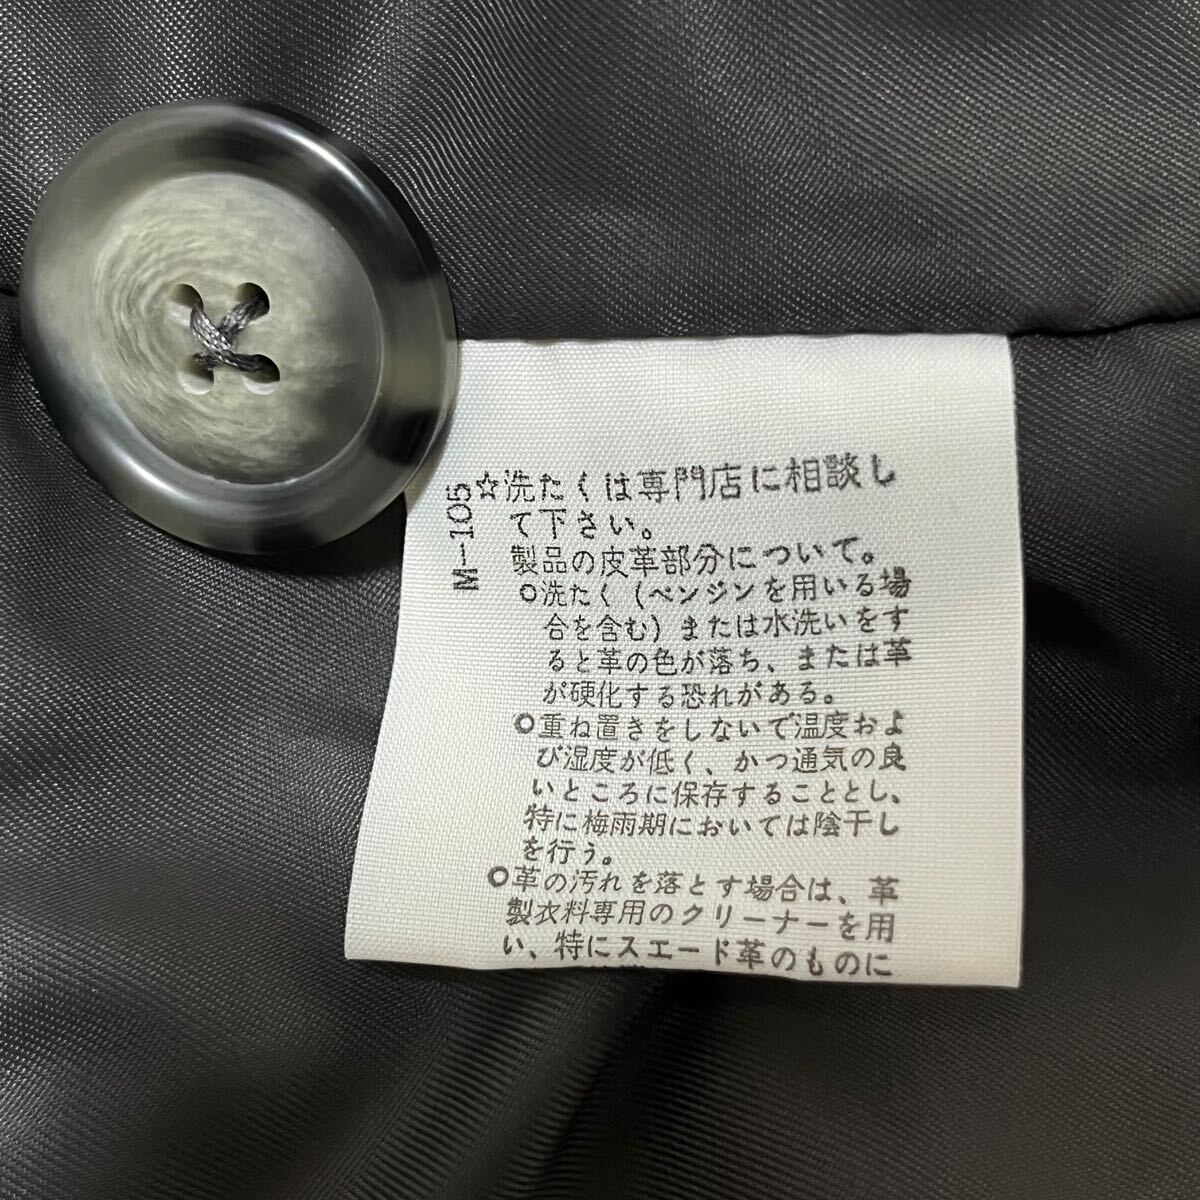 M-105
☆洗たくは専門店に相談し
て下さい。
製品の皮革部分について。
○洗たく(ベンジンを用いる場
合を含む)または水洗いをす
ると革の色が落ち、または革
が硬化する恐れがある。
○重ね置きをしないで温度およ
び湿度が低く、かつ通気の良
いところに保存することとし、
特に梅雨期においては陰干し
を行う。
○革の汚れを落とす場合は、革
製衣料専用のクリーナーを用
い、特にスエード革のものに